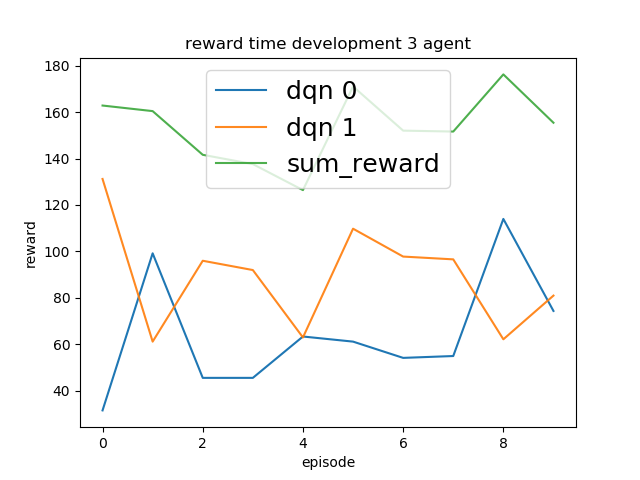 reward time development 3 agent
dqn 0
dqn 1
sum_reward
180
160
140
120
100
80
60
40
reward
0 2 4 6 8
episode